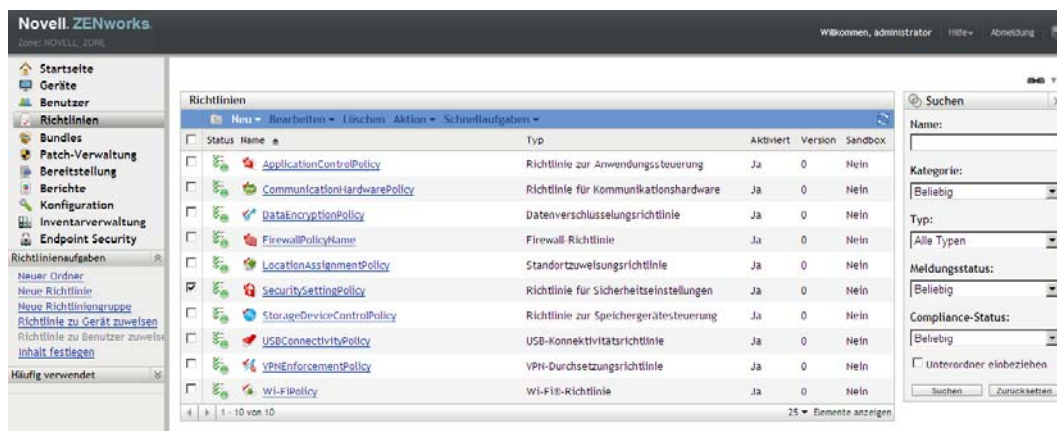 Novell ZENworks.
Zone: NOVELL_ZONE
Willkommen, administrator Hilfe Abmeldung
Startseite
Geräte
Benutzer
Richtlinien
Bundles
Patch-Verwaltung
Bereitstellung
Berichte
Konfiguration
Inventarverwaltung
Endpoint Security
Richtlinienaufgaben
Neuer Ordner
Neue Richtlinie
Neue Richtliniengruppe
Richtlinie zu Gerät zuweisen
Richtlinie zu Benutzer zuweise
Inhalt festlegen
Häufig verwendet
Richtlinien
Neu Bearbeiten Löschen Aktion Schnellaufgaben
Status Name Typ Aktiviert Version Sandbox
ApplicationControlPolicy Richtlinie zur Anwendungssteuerung Ja 0 Nein
CommunicationHardwarePolicy Richtlinie für Kommunikationshardware Ja 0 Nein
DataEncryptionPolicy Datenverschlüsselungsrichtlinie Ja 0 Nein
FirewallPolicyName Firewall-Richtlinie Ja 0 Nein
LocationAssignmentPolicy Standortzuweisungsrichtlinie Ja 0 Nein
SecuritySettingPolicy Richtlinie für Sicherheitseinstellungen Ja 0 Nein
StorageDeviceControlPolicy Richtlinie zur Speichergerätesteuerung Ja 0 Nein
USBConnectivityPolicy USB-Konnektivitätsrichtlinie Ja 0 Nein
VPNEnforcementPolicy VPN-Durchsetzungsrichtlinie Ja 0 Nein
Wi-FiPolicy Wi-Fi®-Richtlinie Ja 0 Nein
1 - 10 von 10 25 Elemente anzeigen
Suchen
Name:
Kategorie:
Beliebig
Typ:
Alle Typen
Meldungsstatus:
Beliebig
Compliance-Status:
Beliebig
Unterordner einbeziehen
Suchen Zurücksetzen